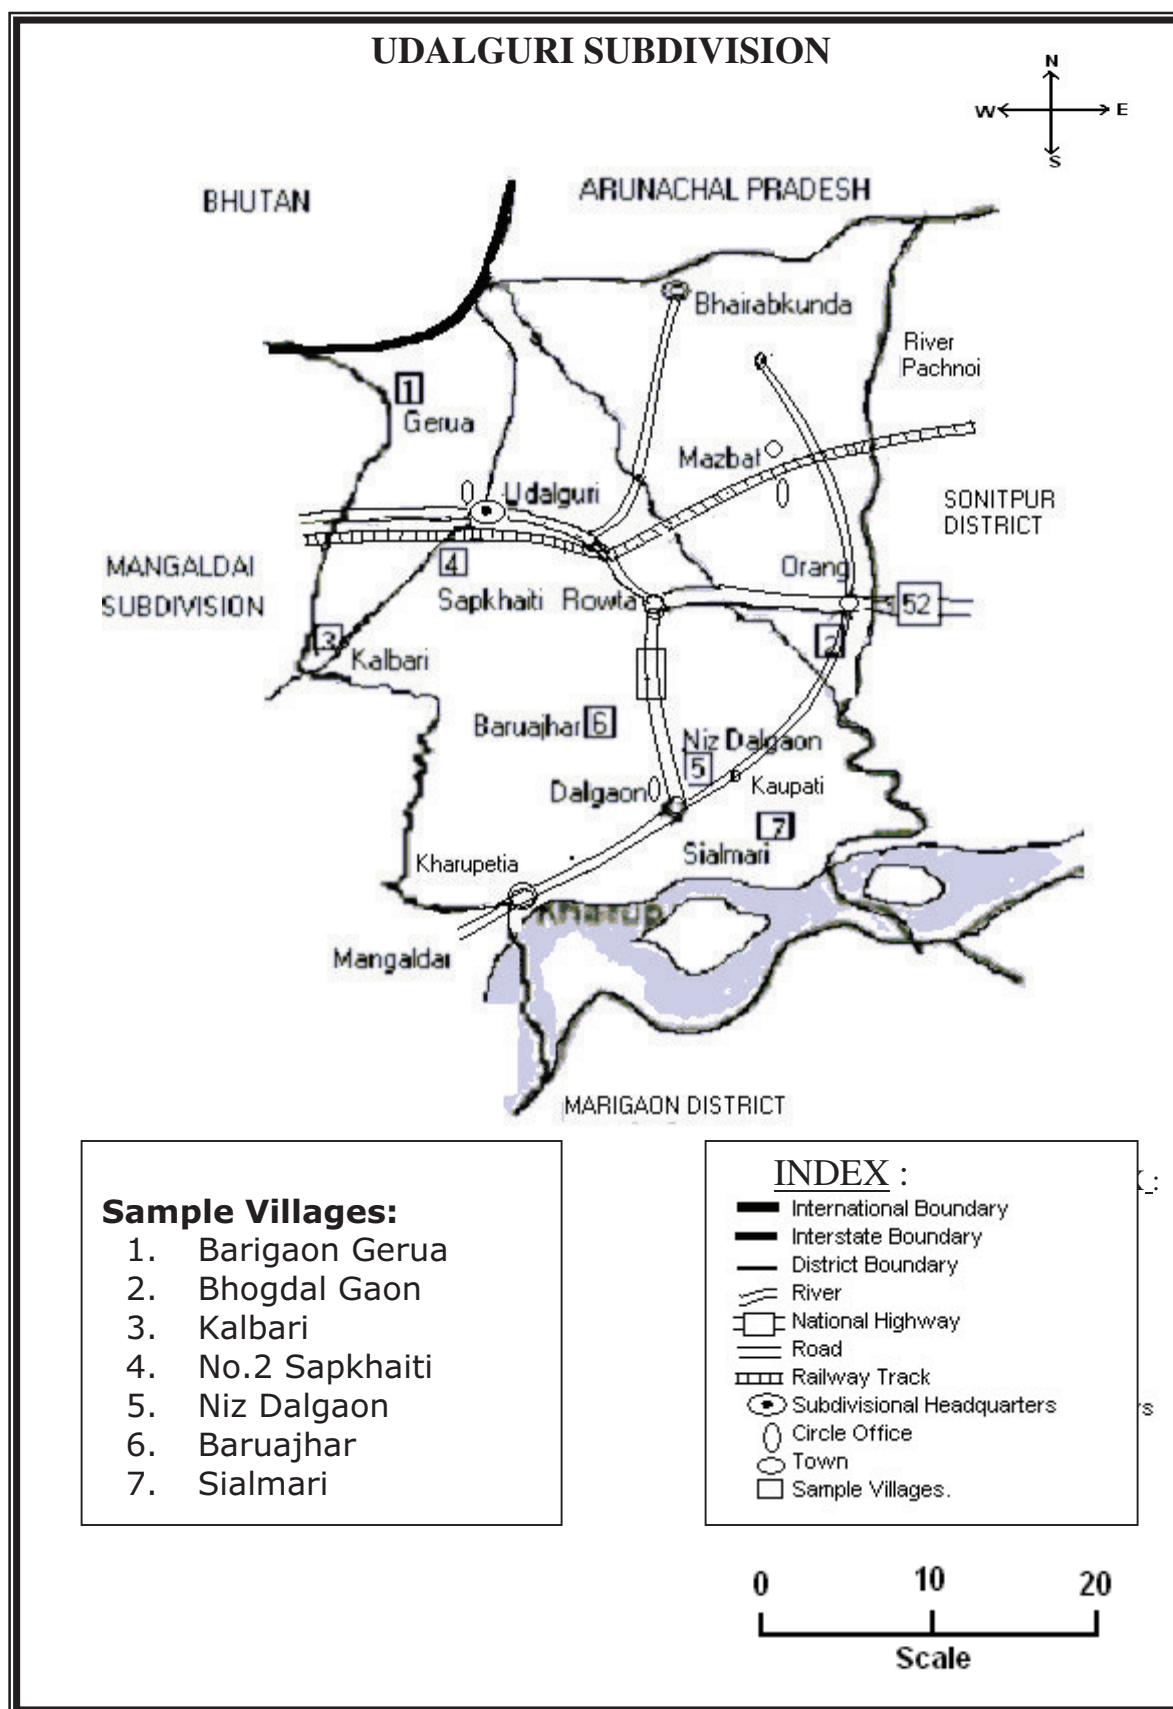 UDALGURI SUBDIVISION
N
W E
S
BHUTAN
ARUNACHAL PRADESH
Bhairabkunda
River
Pachnoi
1
Gerua
Mazbat
Udalguri
SONITPUR
DISTRICT
MANGALDAI
SUBDIVISION
4
Sapkhaiti Rowta
Orang
52
3
Kalbari
2
Baruajhar 6
Niz Dalgaon
5
Dalgaon
Kaupati
7
Sialmari
Kharupetia
Kharup
Mangaldai
MARIGAON DISTRICT
Sample Villages:
1. Barigaon Gerua
2. Bhogdal Gaon
3. Kalbari
4. No.2 Sapkhaiti
5. Niz Dalgaon
6. Baruajhar
7. Sialmari
INDEX :
International Boundary
Interstate Boundary
District Boundary
River
National Highway
Road
Railway Track
Subdivisional Headquarters
Circle Office
Town
Sample Villages.
0 10 20
Scale